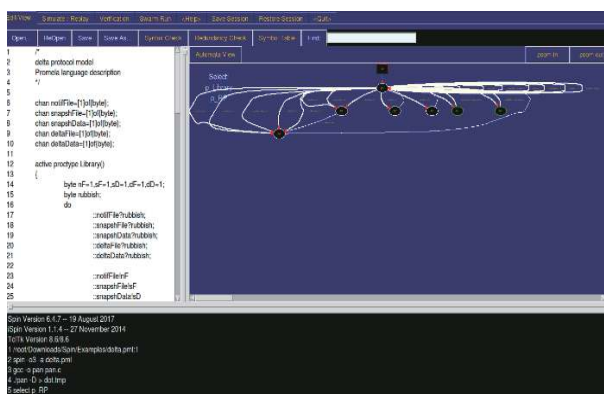 Edit/View Simulate / Replay Verification Swarm Run <Help> Save Session Restore Session <Quit>
Open... ReOpen Save Save As... Syntax Check Redundancy Check Symbol Table Find:
Automata View zoom in zoom out
Select
p_Library
p_RP
1 /*
2 delta protocol model
3 Promela language description
4 */
5
6 chan notifFile=[1]of{byte};
7 chan snapshFile=[1]of{byte};
8 chan snapshData=[1]of{byte};
9 chan deltaFile=[1]of{byte};
10 chan deltaData=[1]of{byte};
11
12 active proctype Library()
13 {
14 byte nF=1,sF=1,sD=1,dF=1,dD=1;
15 byte rubbish;
16 do
17 ::notifFile?rubbish;
18 ::snapshFile?rubbish;
19 ::snapshData?rubbish;
20 ::deltaFile?rubbish;
21 ::deltaData?rubbish;
22
23 ::notifFile!nF
24 ::snapshFile!sF
25 ::snapshData!sD
Spin Version 6.4.7 -- 19 August 2017
iSpin Version 1.1.4 -- 27 November 2014
TclTk Version 8.6/8.6
1 /root/Downloads/Spin/Examples/delta.pml:1
2 spin -o3 -a delta.pml
3 gcc -o pan pan.c
4 ./pan -D > dot.tmp
5 select p_RP